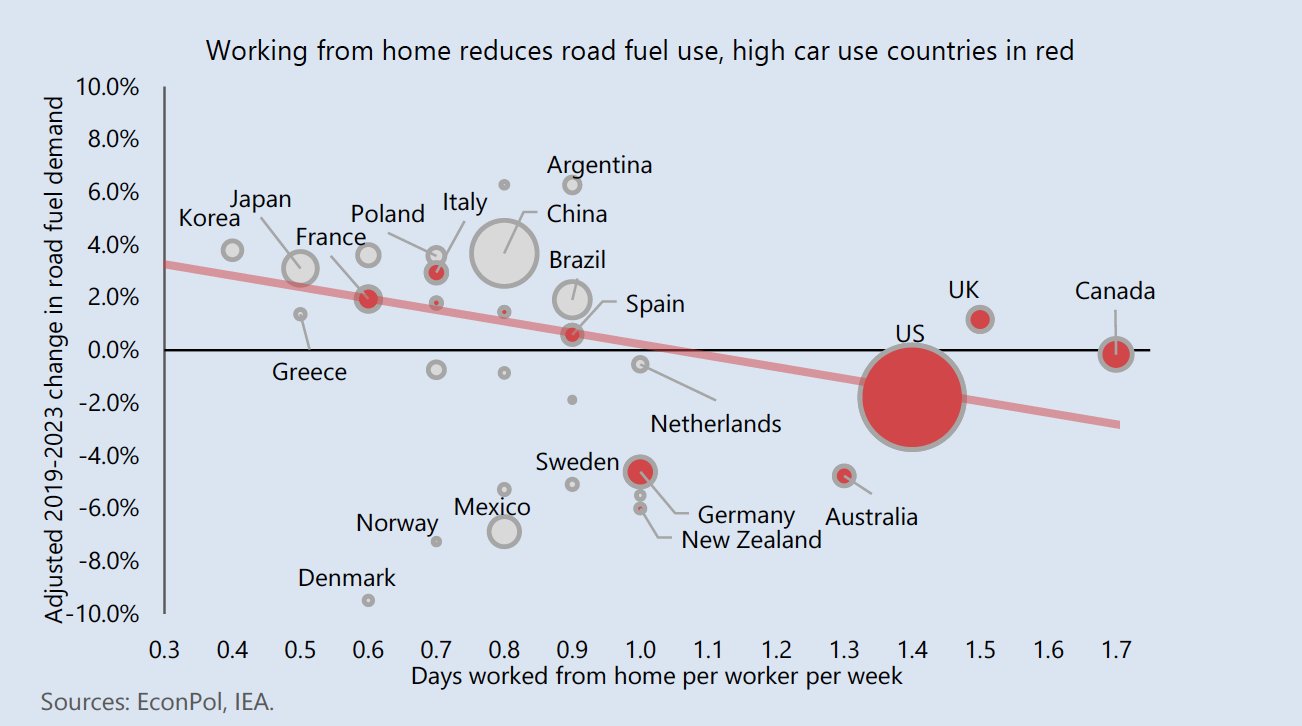 Working from home reduces road fuel use, high car use countries in red
Adjusted 2019-2023 change in road fuel demand
10.0%
8.0%
6.0%
4.0%
2.0%
0.0%
-2.0%
-4.0%
-6.0%
-8.0%
-10.0%
Argentina
Japan
Italy
Korea
Poland
China
France
Brazil
UK
Canada
Spain
US
Greece
Netherlands
Sweden
Mexico
Germany
Australia
Norway
New Zealand
Denmark
0.3 0.4 0.5 0.6 0.7 0.8 0.9 1.0 1.1 1.2 1.3 1.4 1.5 1.6 1.7
Days worked from home per worker per week
Sources: EconPol, IEA.